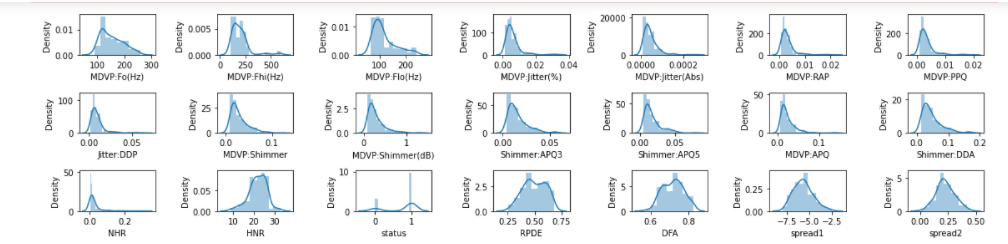 Density 0.01 0.00 100 200 300 MDVP:Fo(Hz)
Density 0.005 0.000 0 250 500 MDVP:Fhi(Hz)
Density 0.01 0.00 100 200 MDVP:Flo(Hz)
Density 100 0 0.00 0.02 0.04 MDVP:Jitter(%)
Density 20000 0 0.0000 0.0002 MDVP:Jitter(Abs)
Density 200 0 0.00 0.01 0.02 MDVP:RAP
Density 200 0 0.00 0.01 0.02 MDVP:PPQ
Density 100 0 0.00 0.05 Jitter:DDP
Density 25 0 0.0 0.1 MDVP:Shimmer
Density 2.5 0.0 0 1 MDVP:Shimmer(dB)
Density 50 0 0.00 0.05 Shimmer:APQ3
Density 50 0 0.00 0.05 Shimmer:APQ5
Density 50 0 0.0 0.1 MDVP:APQ
Density 20 0 0.0 0.1 0.2 Shimmer:DDA
Density 50 0 0.0 0.2 NHR
Density 0.05 0.00 10 20 30 HNR
Density 10 0 0 1 status
Density 2.5 0.0 0.25 0.50 0.75 RPDE
Density 5 0 0.6 0.8 DFA
Density 0.25 0.00 −7.5 −5.0 −2.5 spread1
Density 5 0 0.00 0.25 0.50 spread2